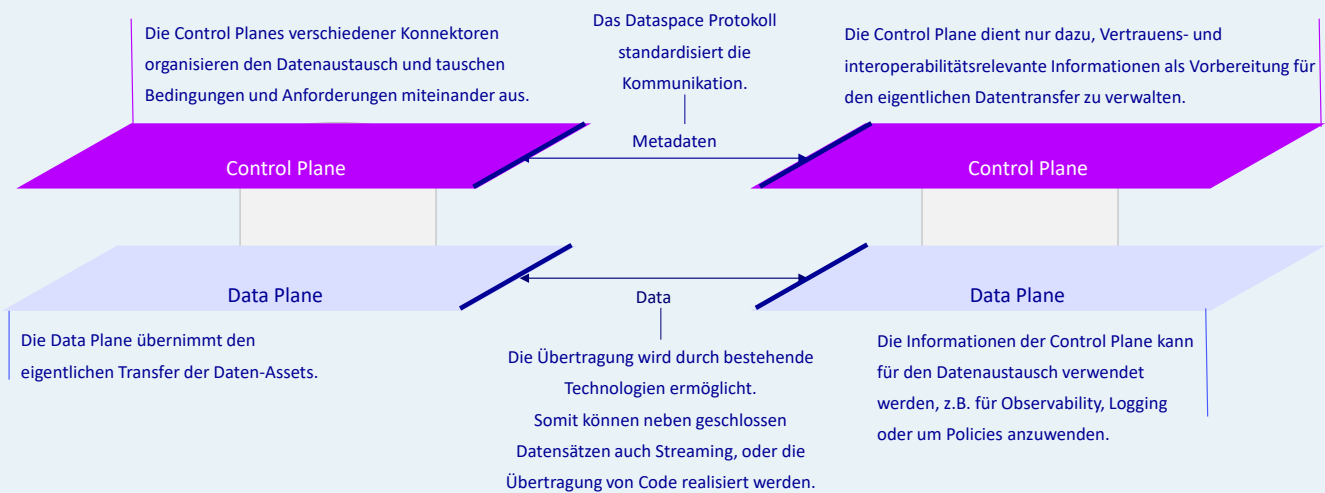 Die Control Planes verschiedener Konnektoren
organisieren den Datenaustausch und tauschen
Bedingungen und Anforderungen miteinander aus.
Das Dataspace Protokoll
standardisiert die
Kommunikation.
Die Control Plane dient nur dazu, Vertrauens- und
interoperabilitätsrelevante Informationen als Vorbereitung für
den eigentlichen Datentransfer zu verwalten.
Control Plane
Metadaten
Control Plane
Data Plane
Data
Data Plane
Die Data Plane übernimmt den
eigentlichen Transfer der Daten-Assets.
Die Übertragung wird durch bestehende
Technologien ermöglicht.
Somit können neben geschlossen
Datensätzen auch Streaming, oder die
Übertragung von Code realisiert werden.
Die Informationen der Control Plane kann
für den Datenaustausch verwendet
werden, z.B. für Observability, Logging
oder um Policies anzuwenden.